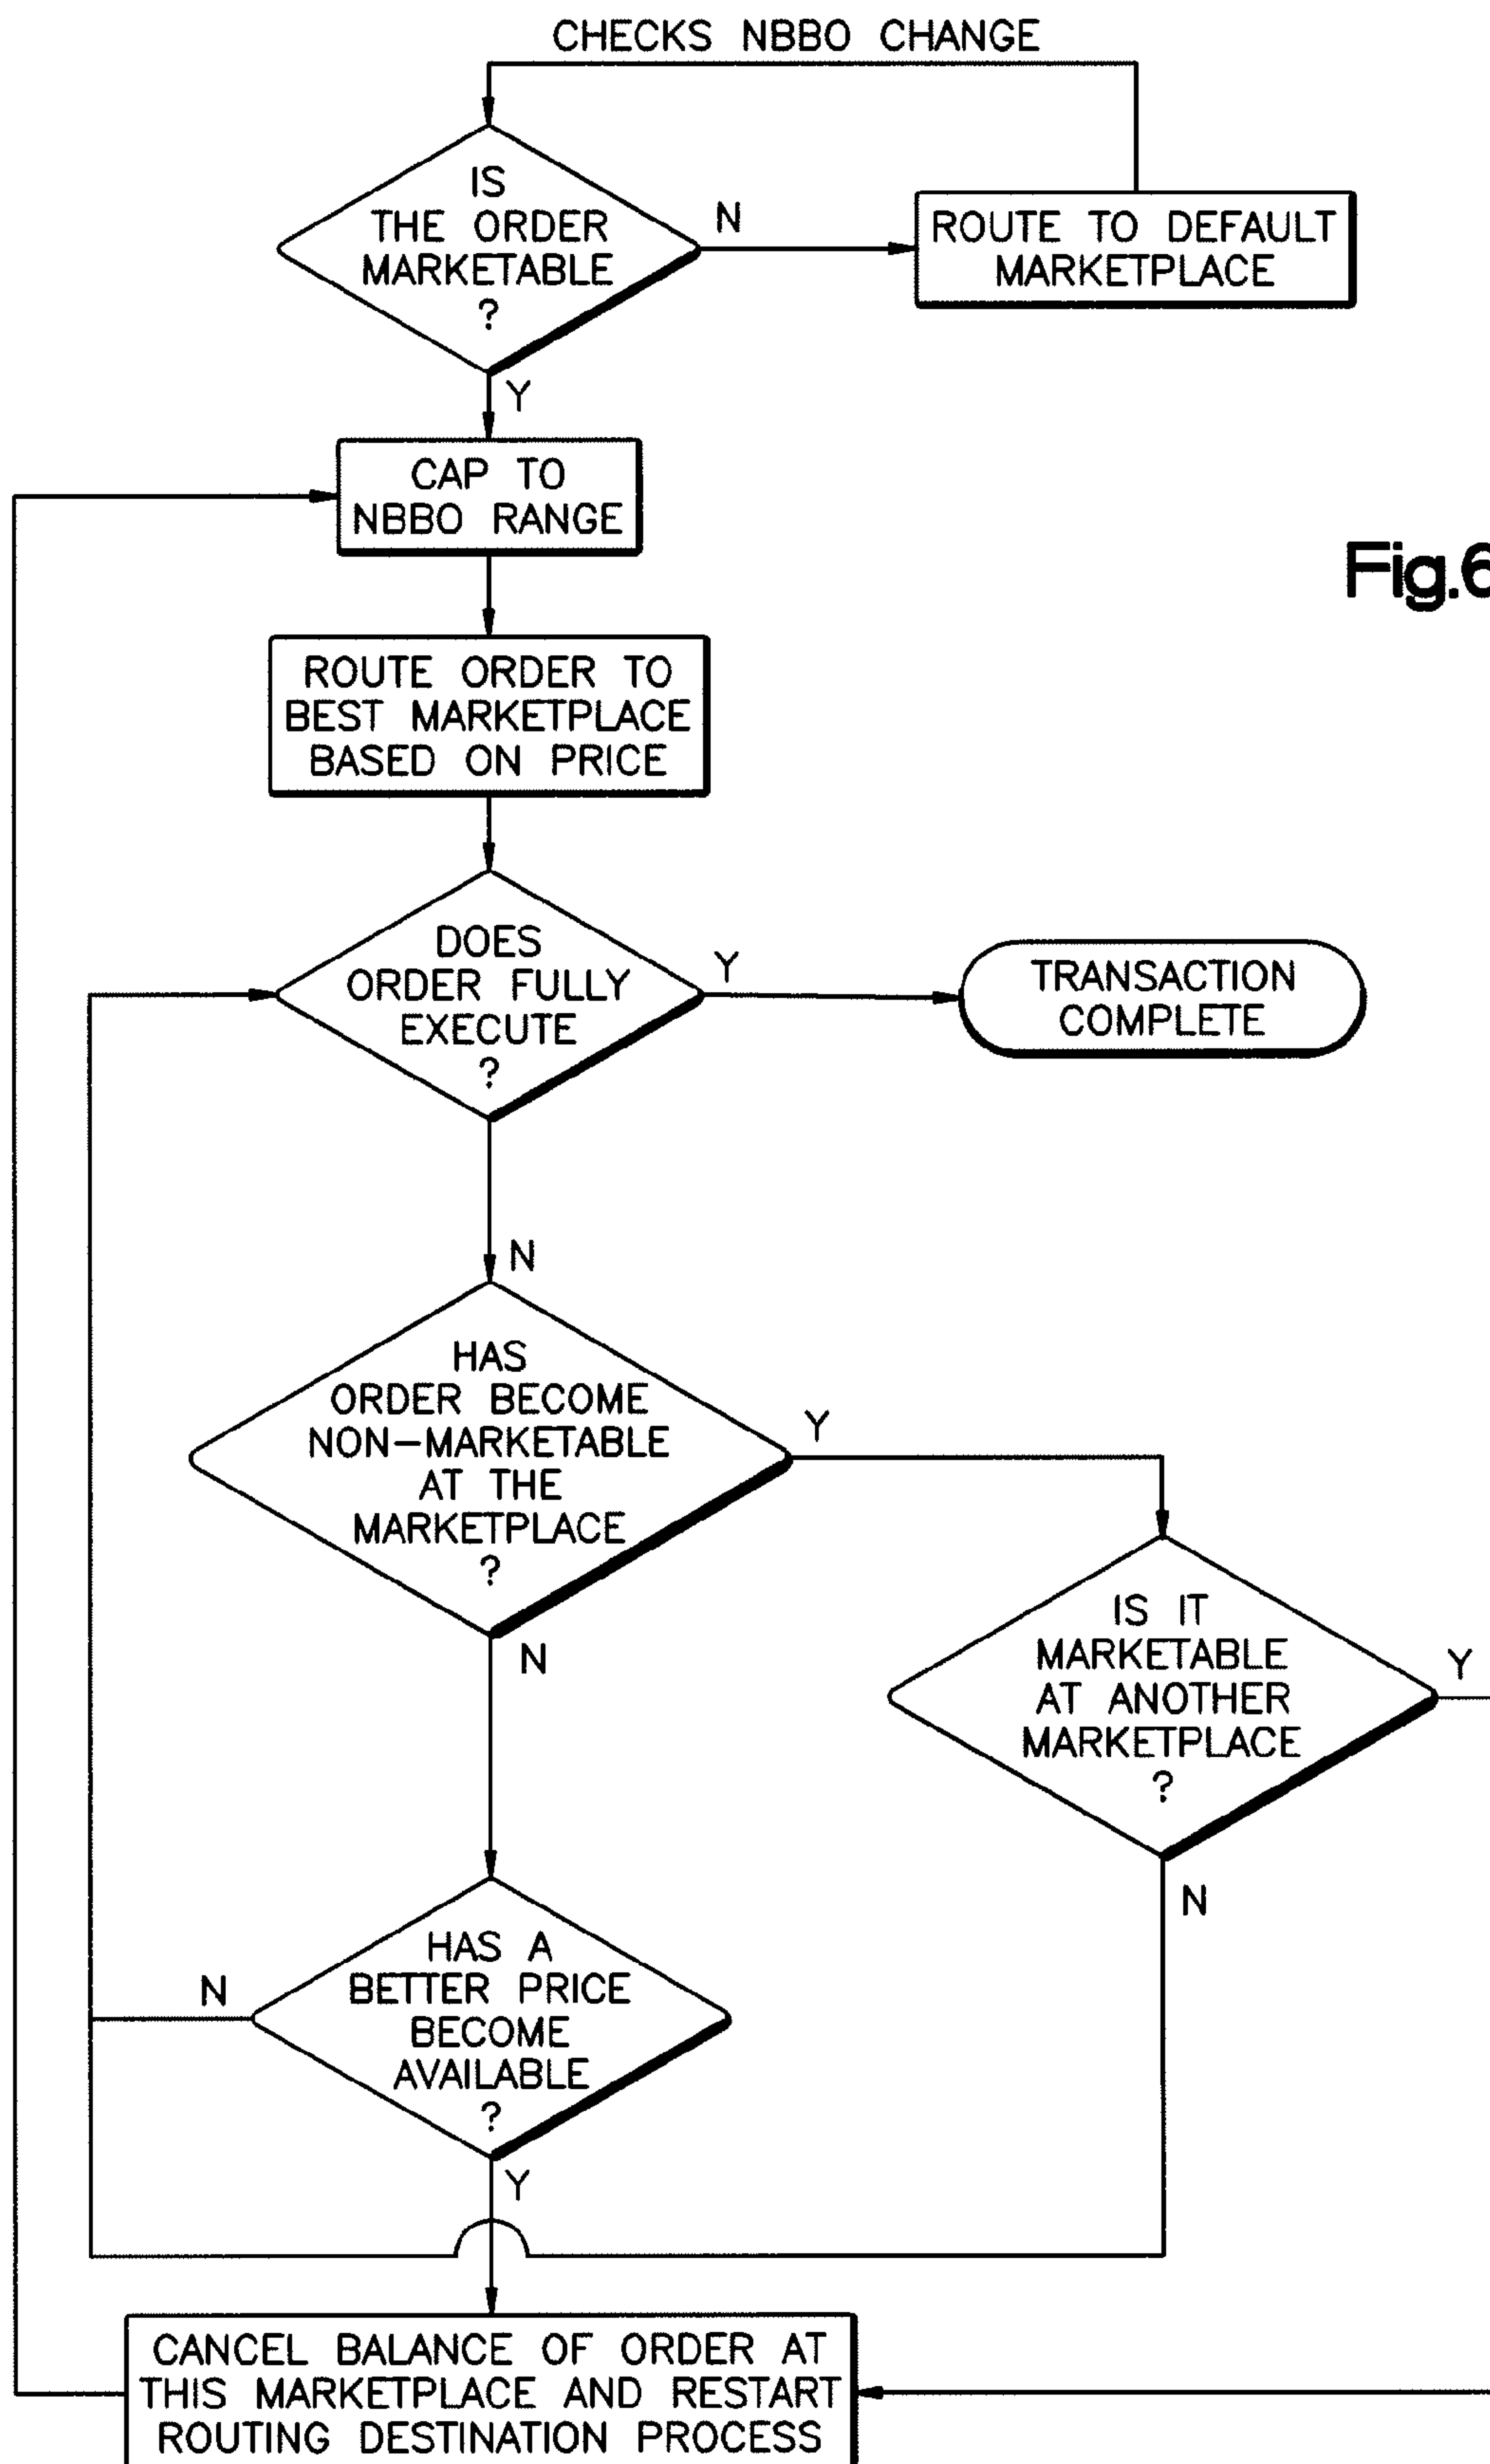 CHECKS NBBO CHANGE
IS
THE ORDER
MARKETABLE
?
N
ROUTE TO DEFAULT
MARKETPLACE
Y
CAP TO
NBBO RANGE
Fig.6
ROUTE ORDER TO
BEST MARKETPLACE
BASED ON PRICE
DOES
ORDER FULLY
EXECUTE
?
Y
TRANSACTION
COMPLETE
N
HAS
ORDER BECOME
NON-MARKETABLE
AT THE
MARKETPLACE
?
Y
N
IS IT
MARKETABLE
AT ANOTHER
MARKETPLACE
?
Y
N
HAS A
BETTER PRICE
BECOME
AVAILABLE
?
N
Y
CANCEL BALANCE OF ORDER AT
THIS MARKETPLACE AND RESTART
ROUTING DESTINATION PROCESS